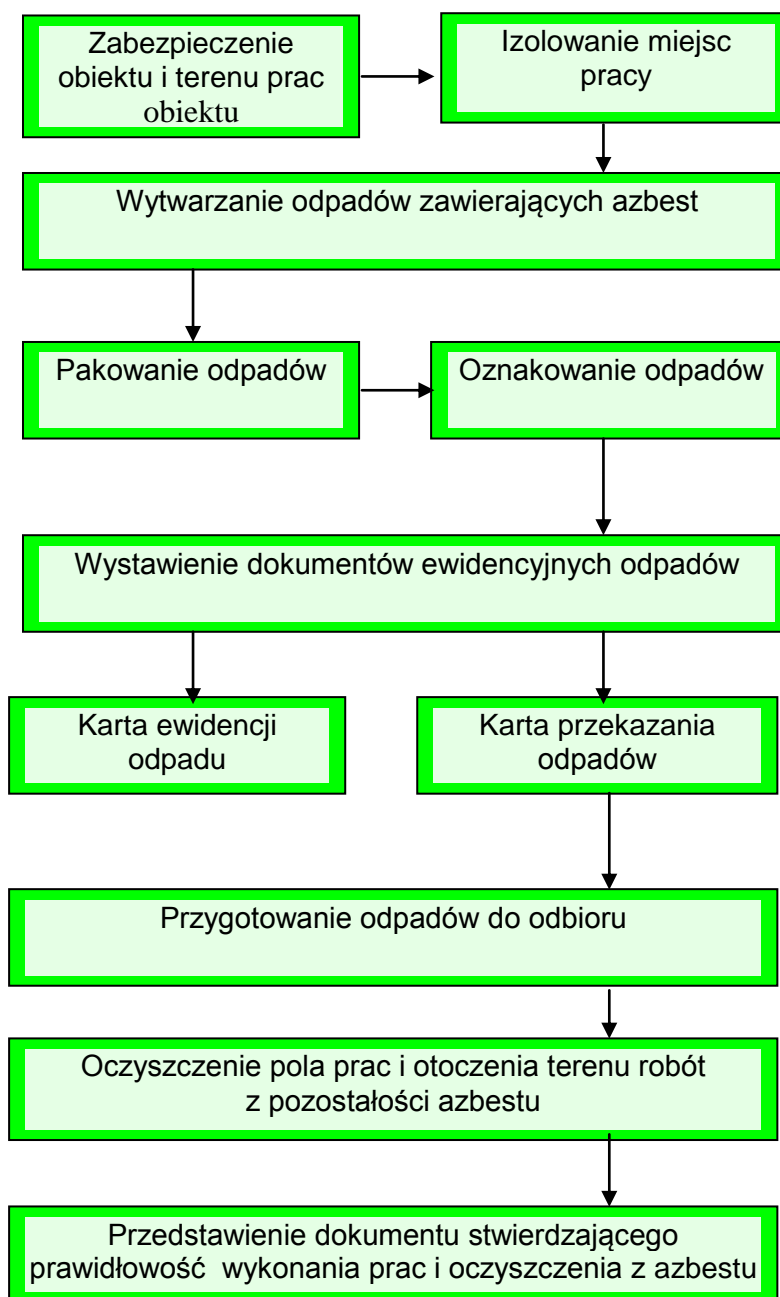 Zabezpieczenie
obiektu i terenu prac
obiektu
Izolowanie miejsc
pracy
Wytwarzanie odpadów zawierających azbest
Pakowanie odpadów
Oznakowanie odpadów
Wystawienie dokumentów ewidencyjnych odpadów
Karta ewidencji
odpadu
Karta przekazania
odpadów
Przygotowanie odpadów do odbioru
Oczyszczenie pola prac i otoczenia terenu robót
z pozostałości azbestu
Przedstawienie dokumentu stwierdzającego
prawidłowość wykonania prac i oczyszczenia z azbestu